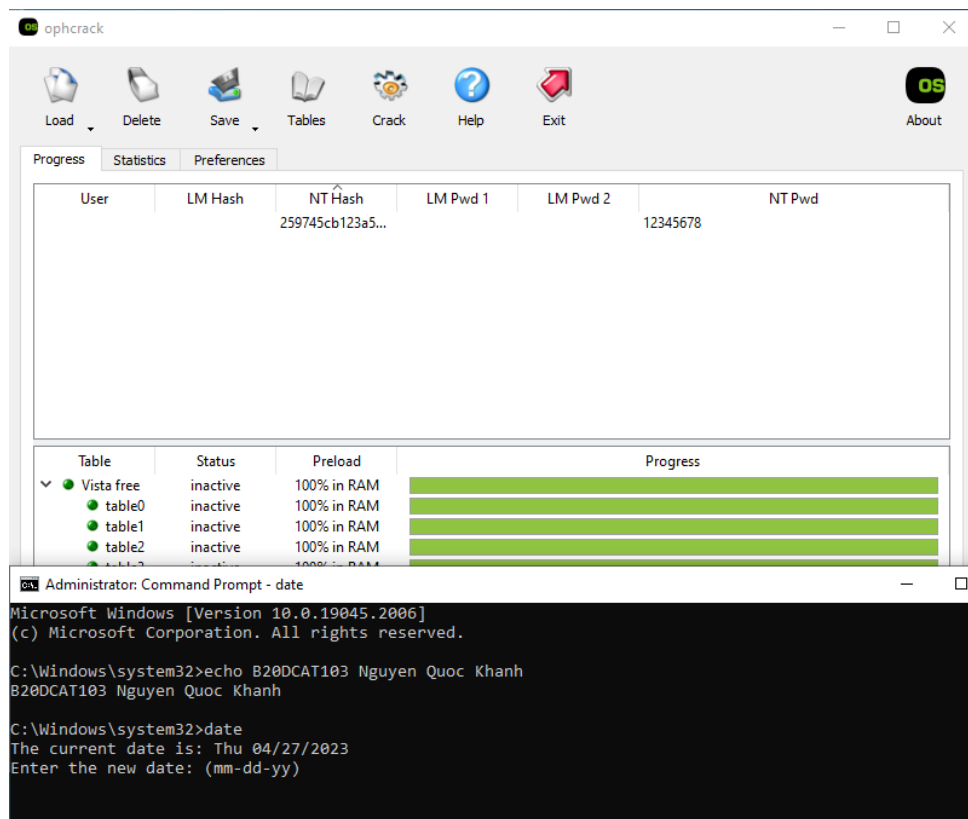 ophcrack
Load Delete Save Tables Crack Help Exit About
Progress Statistics Preferences
User LM Hash NT Hash LM Pwd 1 LM Pwd 2 NT Pwd
259745cb123a5... 12345678
Table Status Preload Progress
Vista free inactive 100% in RAM
table0 inactive 100% in RAM
table1 inactive 100% in RAM
table2 inactive 100% in RAM
Administrator: Command Prompt - date
Microsoft Windows [Version 10.0.19045.2006]
(c) Microsoft Corporation. All rights reserved.
C:\Windows\system32>echo B20DCAT103 Nguyen Quoc Khanh
B20DCAT103 Nguyen Quoc Khanh
C:\Windows\system32>date
The current date is: Thu 04/27/2023
Enter the new date: (mm-dd-yy)